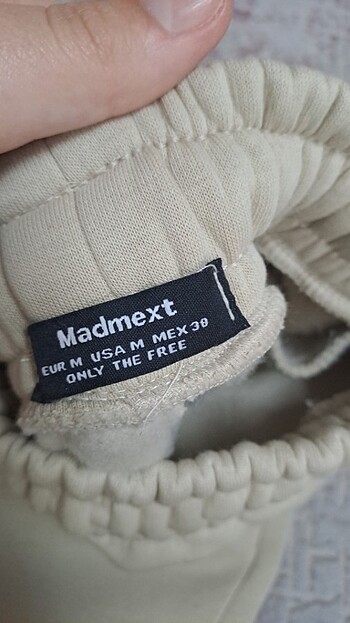 Madmext
EUR M USA M MEX 38
ONLY THE FREE